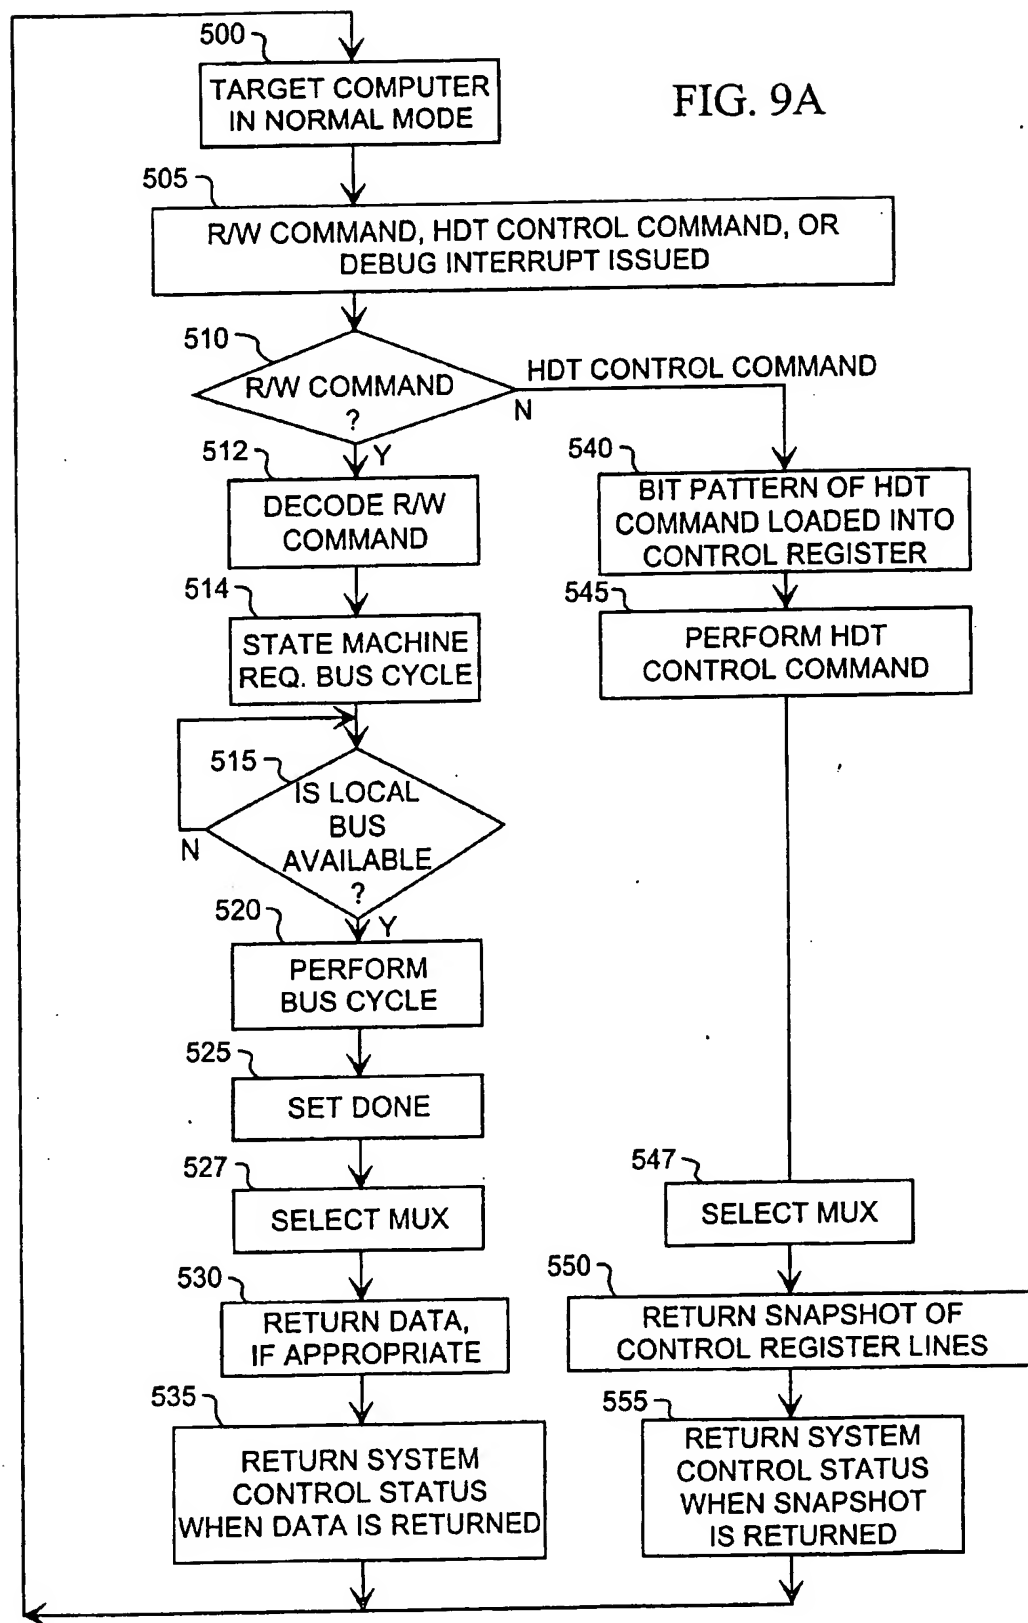 FIG. 9A
500
TARGET COMPUTER
IN NORMAL MODE
505
R/W COMMAND, HDT CONTROL COMMAND, OR
DEBUG INTERRUPT ISSUED
510
R/W COMMAND
?
HDT CONTROL COMMAND
N
Y
512
DECODE R/W
COMMAND
514
STATE MACHINE
REQ. BUS CYCLE
515
IS LOCAL
BUS
AVAILABLE
?
N
Y
520
PERFORM
BUS CYCLE
525
SET DONE
527
SELECT MUX
530
RETURN DATA,
IF APPROPRIATE
535
RETURN SYSTEM
CONTROL STATUS
WHEN DATA IS RETURNED
540
BIT PATTERN OF HDT
COMMAND LOADED INTO
CONTROL REGISTER
545
PERFORM HDT
CONTROL COMMAND
547
SELECT MUX
550
RETURN SNAPSHOT OF
CONTROL REGISTER LINES
555
RETURN SYSTEM
CONTROL STATUS
WHEN SNAPSHOT
IS RETURNED